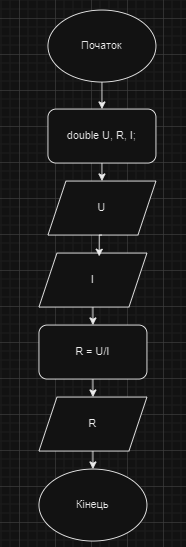 Початок
double U, R, I;
U
I
R = U/I
R
Кінець